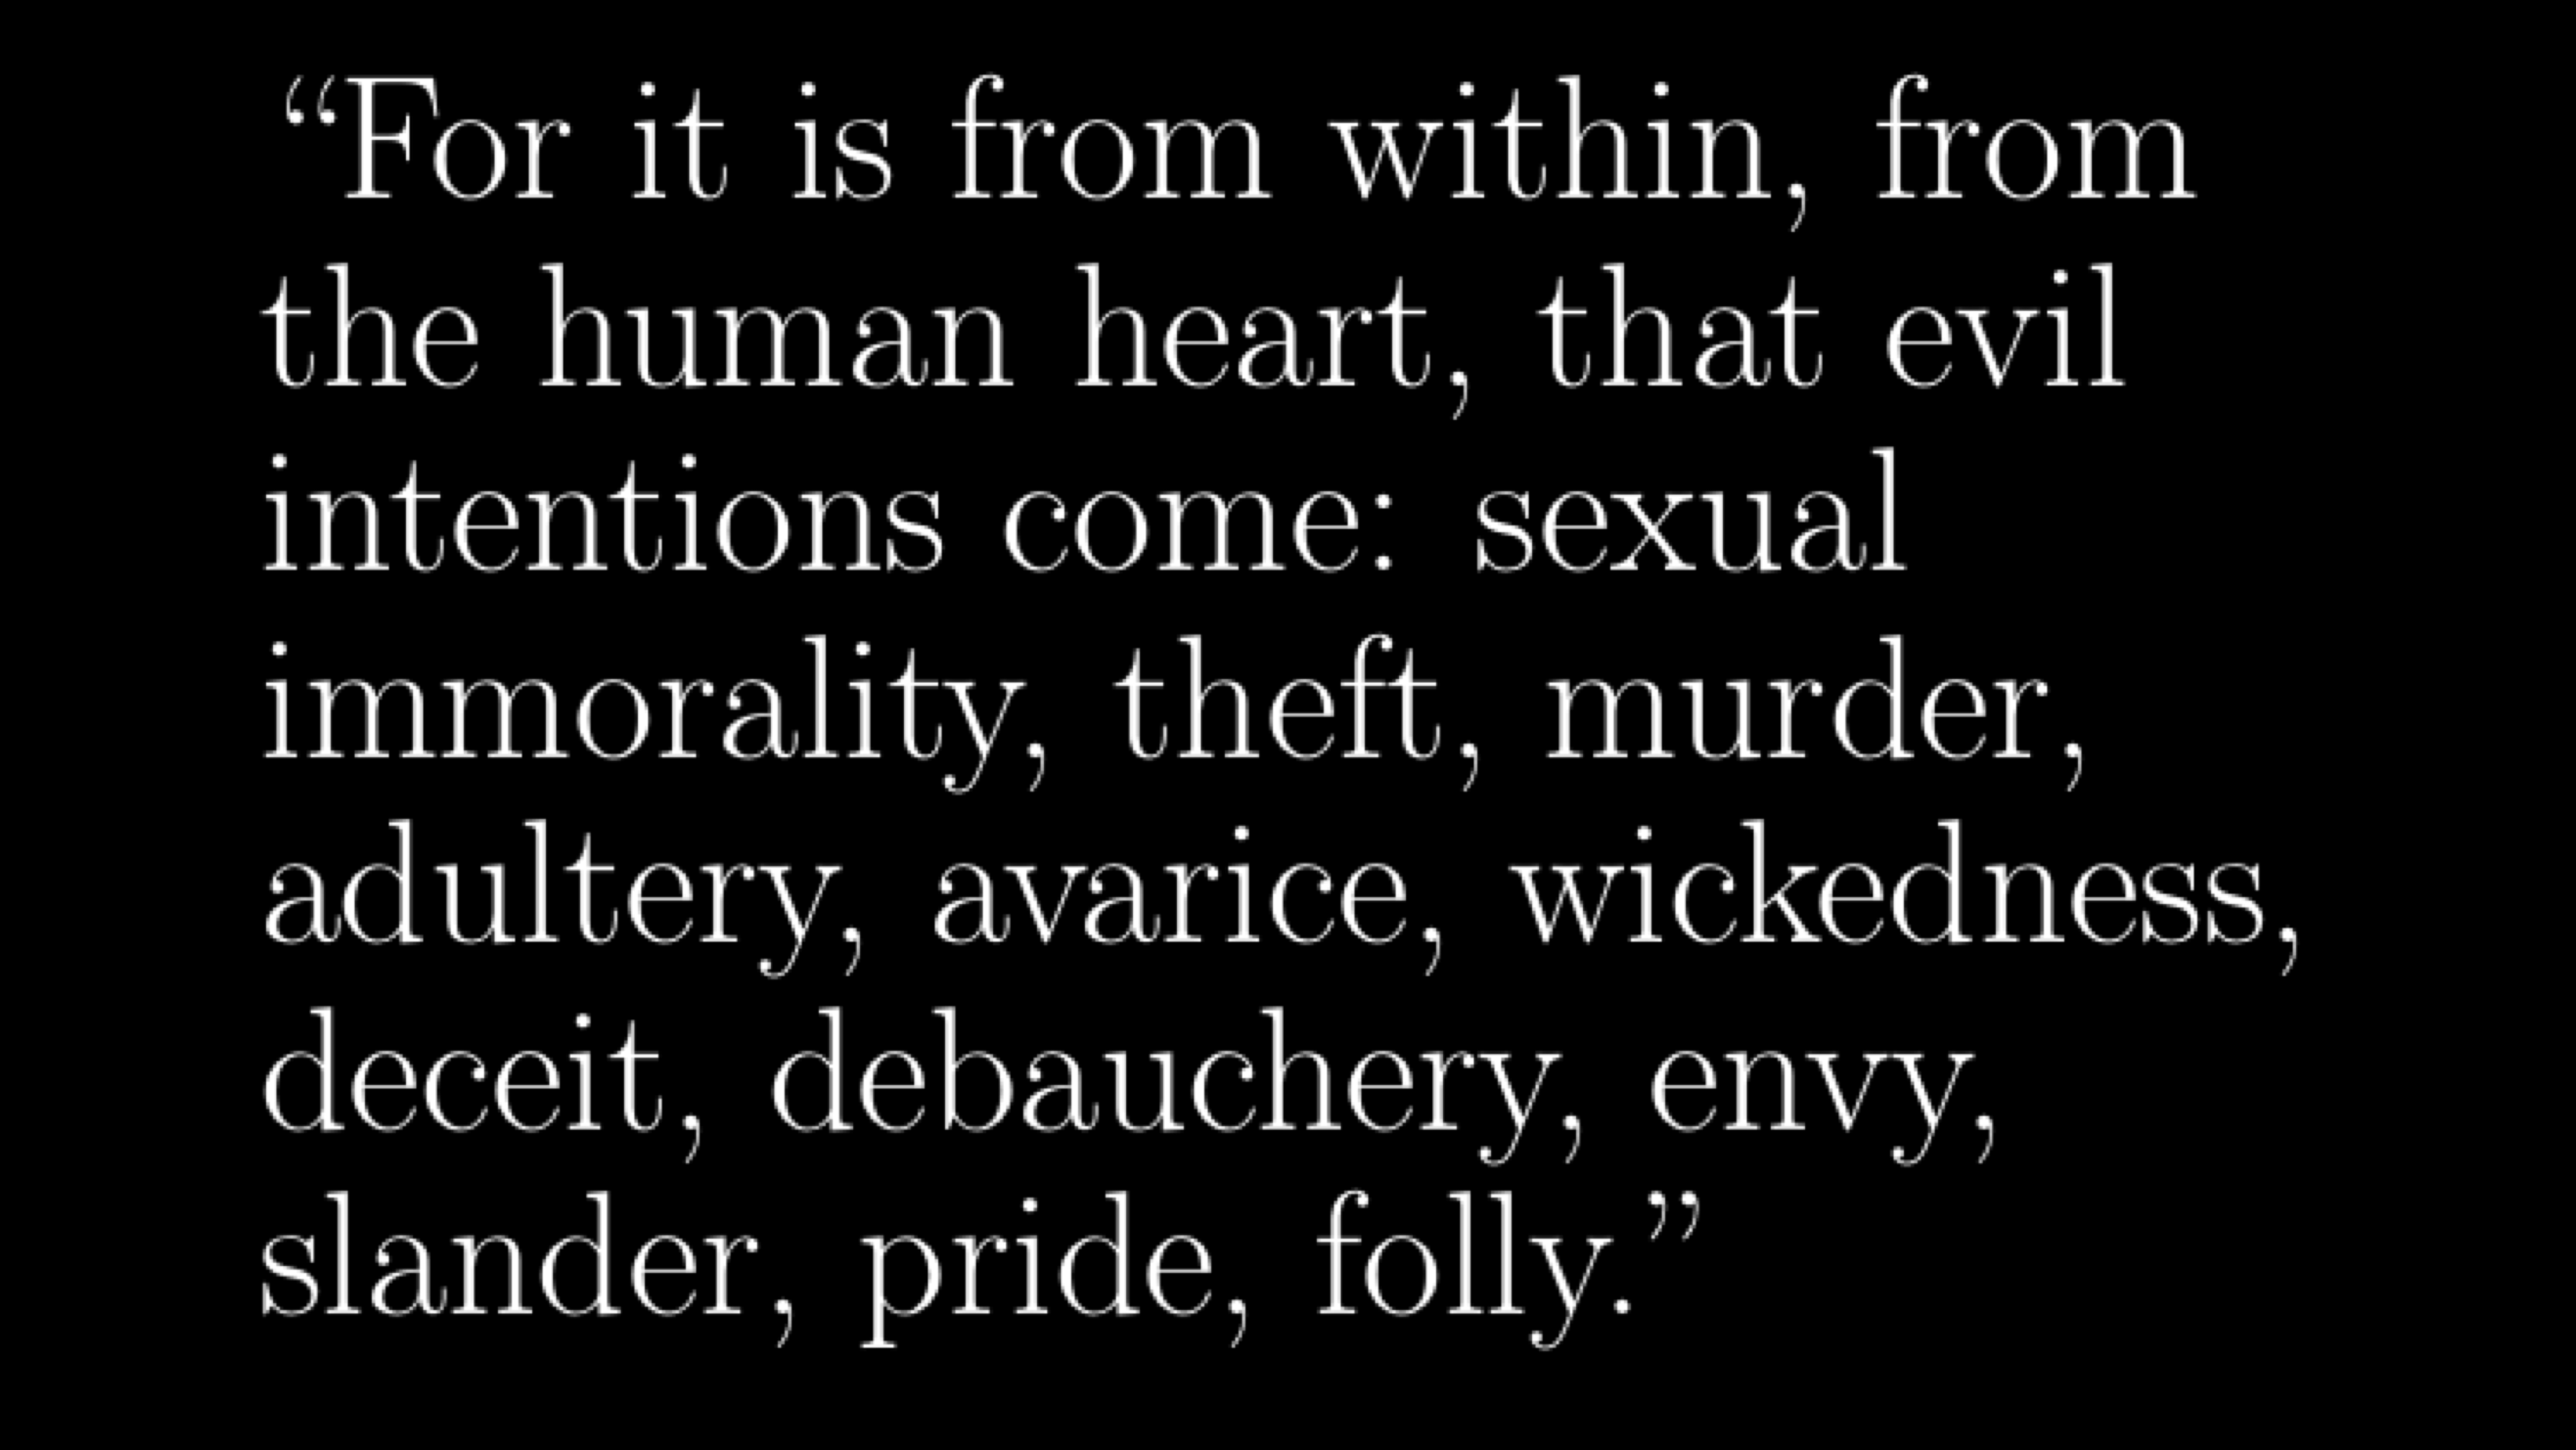 “For it is from within, from
the human heart, that evil
intentions come: sexual
immorality, theft, murder,
adultery, avarice, wickedness,
deceit, debauchery, envy,
slander, pride, folly.”